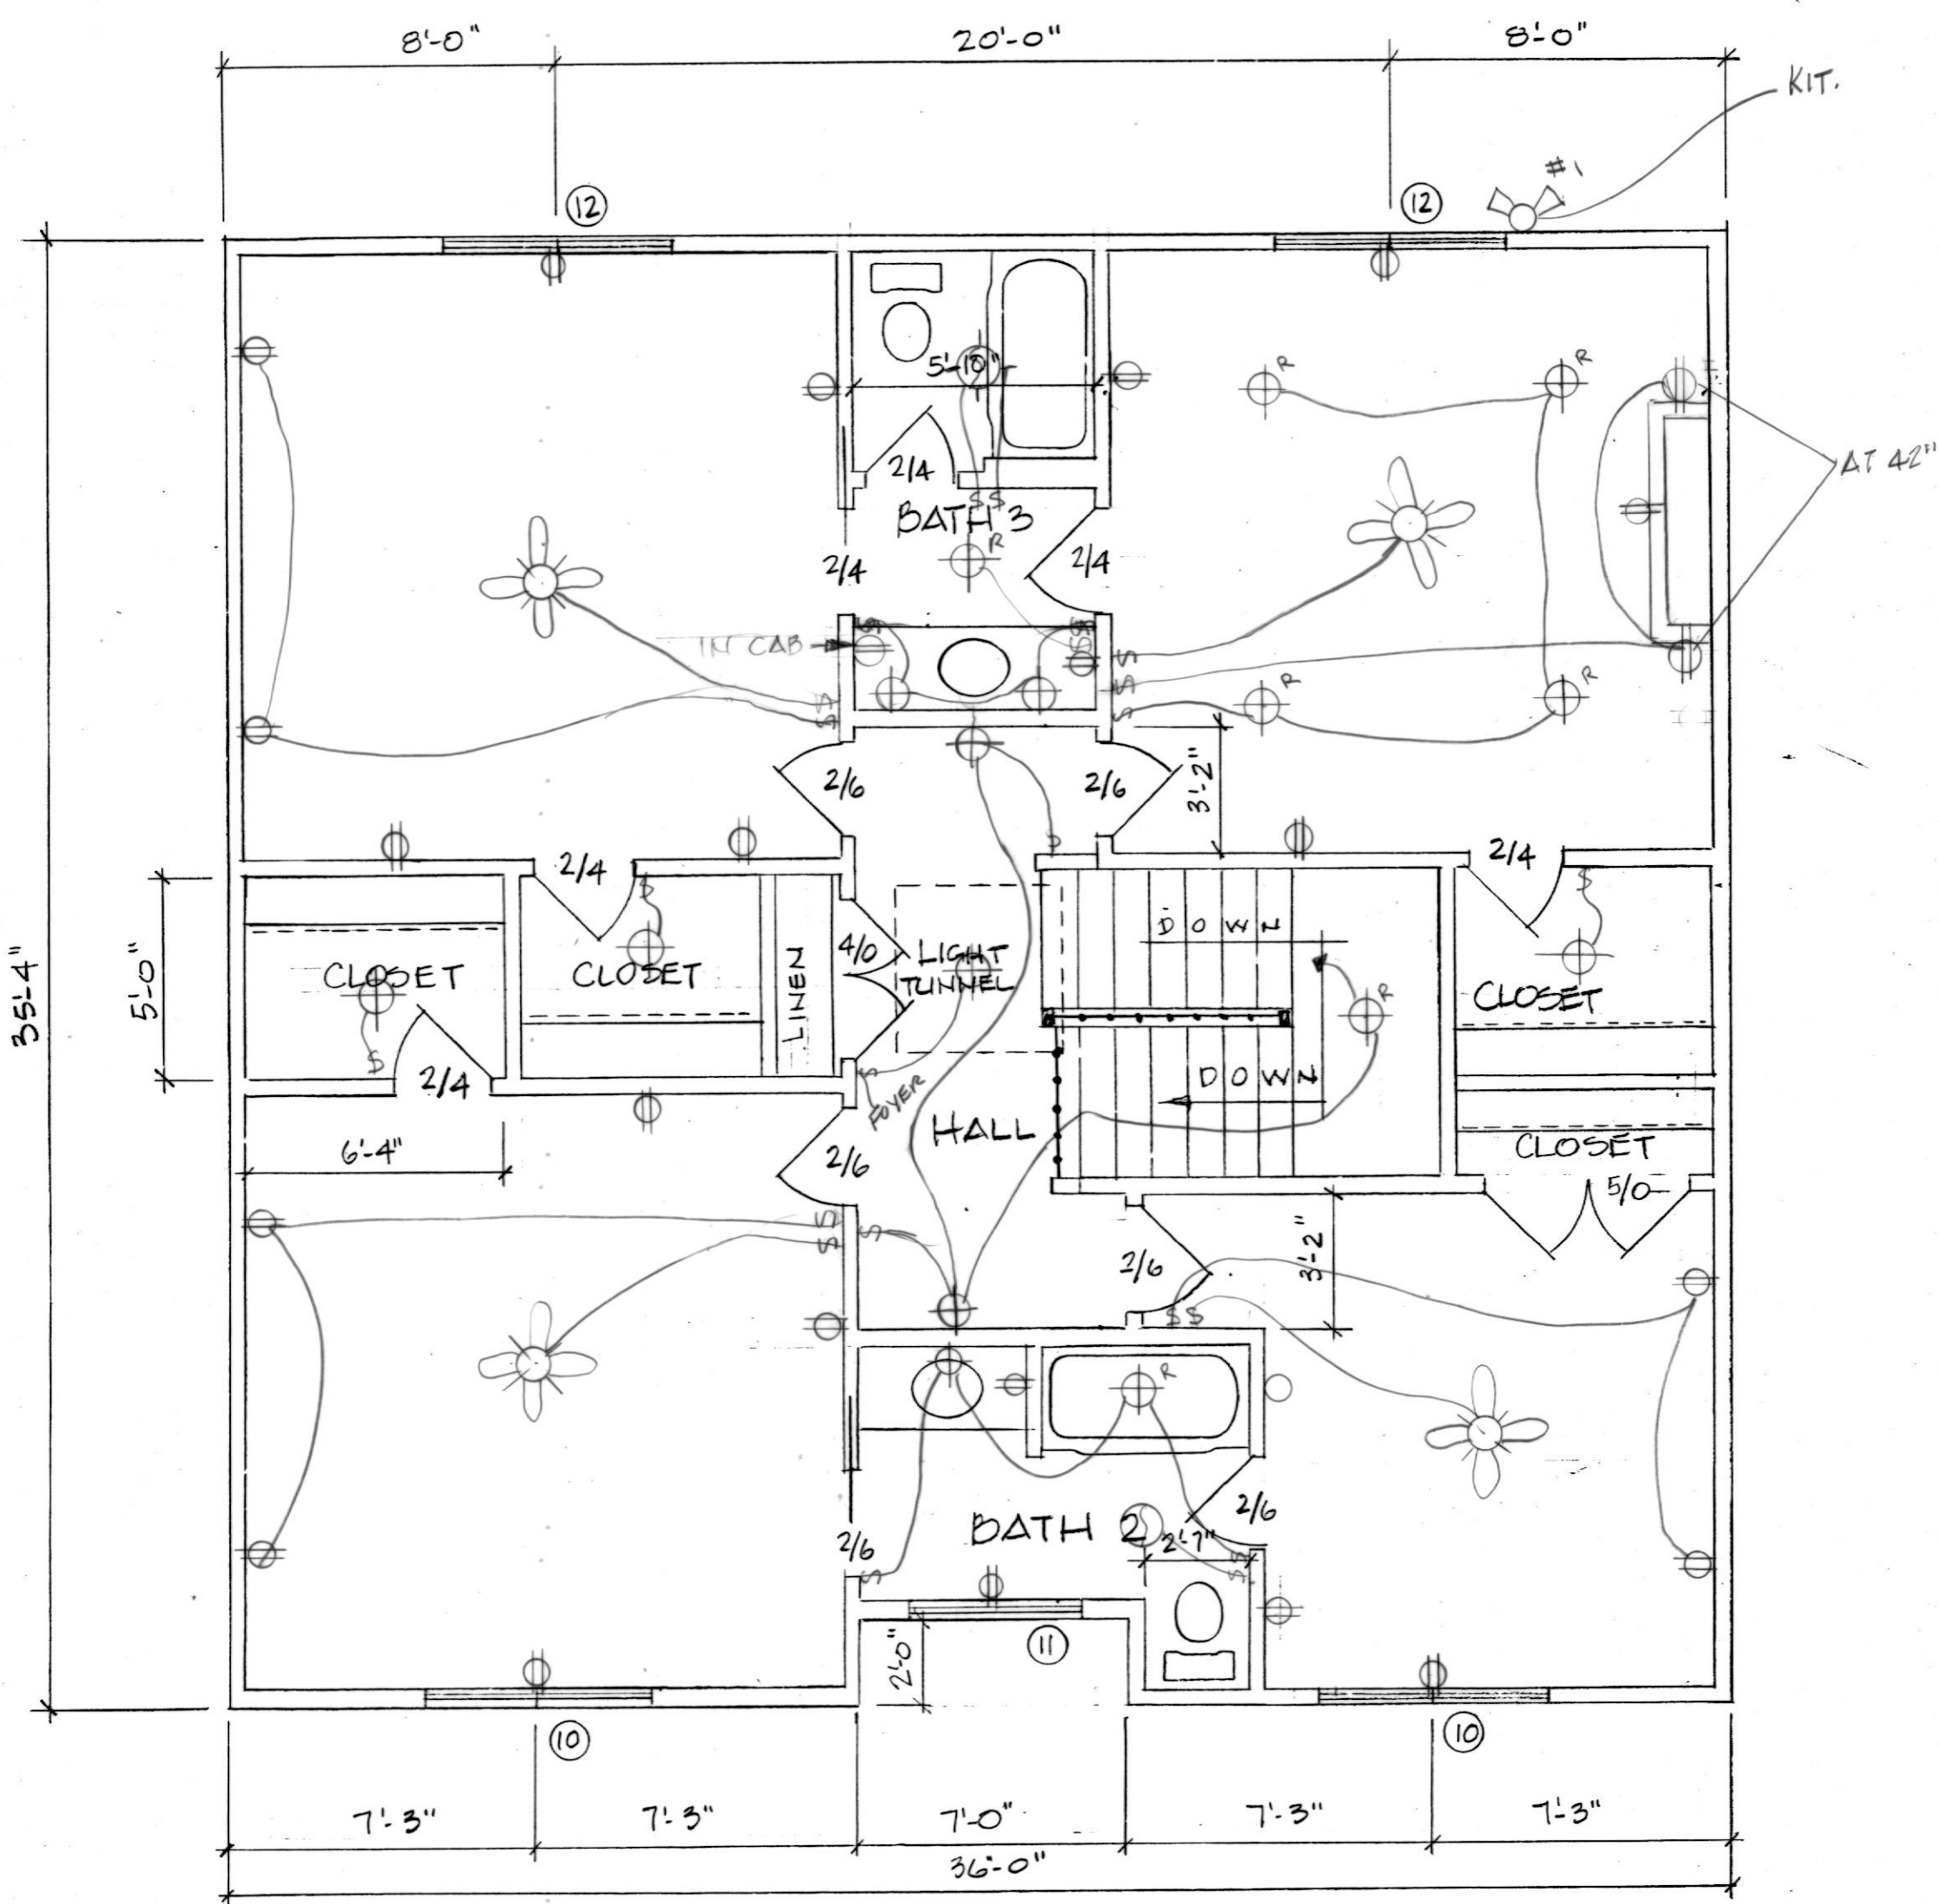 8'-0" 20'-0" 8'-0"
KIT.
#1
12 12
5'-10"
R R
2/4
AT 42"
$ $
BATH 3
R
2/4 2/4
IN CAB
$ $ $
$ $ $
$ $
R R
2/6 2/6 3'-2"
$
2/4 2/4
$ $
DOWN
4/0 LIGHT
TUNNEL
CLOSET CLOSET LINEN
CLOSET
R
35'-4" 5'-0"
$ $
2/4
FOYER
DOWN
HALL
6'-4"
2/6
CLOSET
5/0
$ $ $
2/6 3'-2"
$ $
R
2/6
BATH 2
2'-7"
2/6
$ $ $
11
2'-0"
10 10
7'-3" 7'-3" 7'-0" 7'-3" 7'-3"
36'-0"